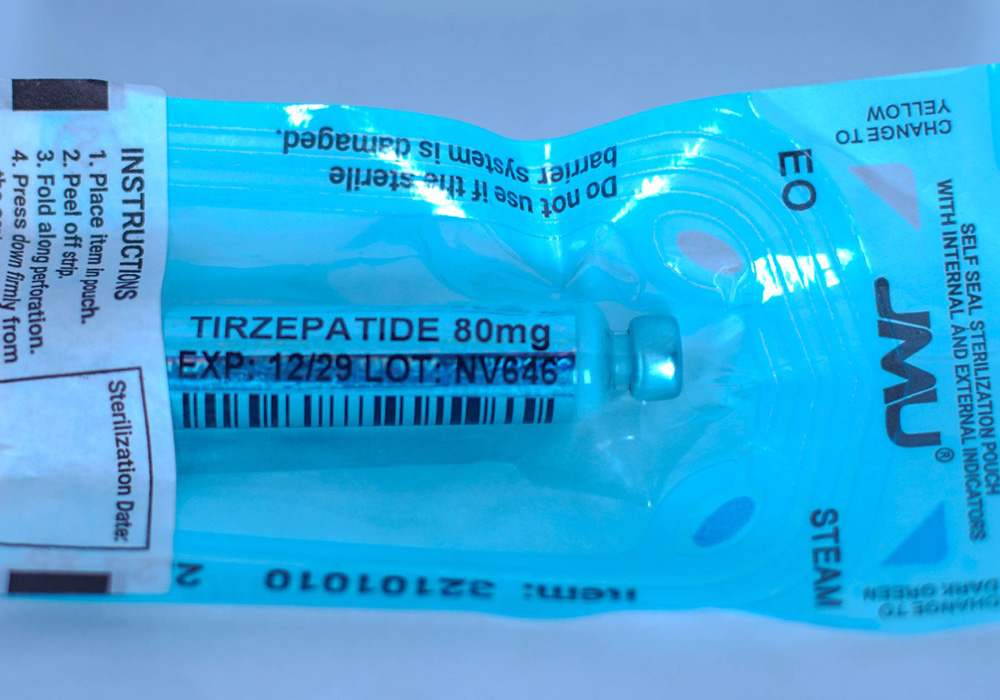 INSTRUCTIONS
1. Place item in pouch.
2. Peel off strip.
3. Fold along perforation.
4. Press down firmly from
Sterilization Date:
Do not use if the sterile
barrier system is damaged.
TIRZEPATIDE 80mg
EXP: 12/29 LOT: NV646
EO
CHANGE TO
YELLOW
SELF SEAL STERILIZATION POUCH
WITH INTERNAL AND EXTERNAL INDICATORS
JMU®
STEAM
CHANGE TO
DARK GREEN
Item: 32101010
2